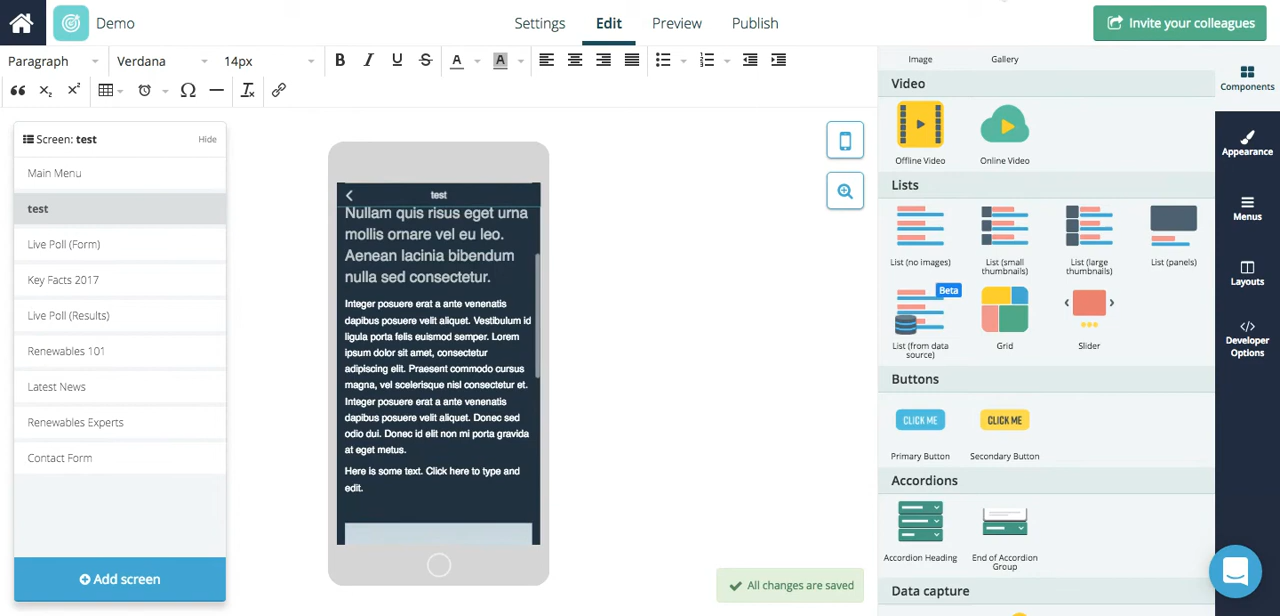 Demo
Settings
Edit
Preview
Publish
Invite your colleagues
Paragraph
Verdana
14px
B I U S A A
Screen: test
Hide
Main Menu
test
Live Poll (Form)
Key Facts 2017
Live Poll (Results)
Renewables 101
Latest News
Renewables Experts
Contact Form
Add screen
test
Nullam quis risus eget urna
mollis ornare vel eu leo.
Aenean lacinia bibendum
nulla sed consectetur.
Integer posuere erat a ante venenatis
dapibus posuere velit aliquet. Vestibulum id
ligula porta felis euismod semper. Lorem
ipsum dolor sit amet, consectetur
adipiscing elit. Praesent commodo cursus
magna, vel scelerisque nisl consectetur et.
Integer posuere erat a ante venenatis
dapibus posuere velit aliquet. Donec sed
odio dui. Donec id elit non mi porta gravida
at eget metus.
Here is some text. Click here to type and
edit.
All changes are saved
Image
Gallery
Video
Offline Video
Online Video
Lists
List (no images)
List (small
thumbnails)
List (large
thumbnails)
List (panels)
Beta
List (from data
source)
Grid
Slider
Buttons
CLICK ME
CLICK ME
Primary Button
Secondary Button
Accordions
Accordion Heading
End of Accordion
Group
Data capture
Components
Appearance
Menus
Layouts
Developer
Options